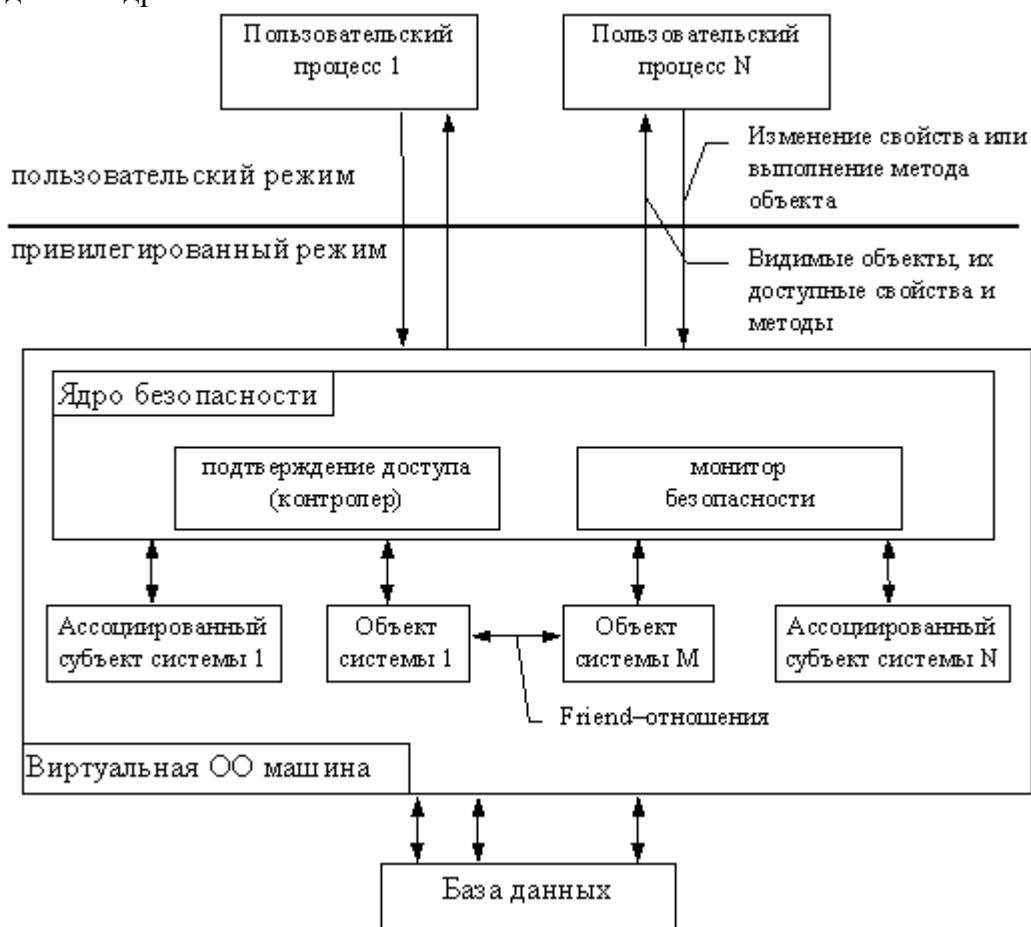 Пользовательский
процесс 1
Пользовательский
процесс N
Изменение свойства или
выполнение метода
объекта
пользовательский режим
привилегированный режим
Видимые объекты, их
доступные свойства и
методы
Ядро безопасности
подтверждение доступа
(контролер)
монитор
безопасности
Ассоциированный
субъект системы 1
Объект
системы 1
Объект
системы M
Ассоциированный
субъект системы N
Friend–отношения
Виртуальная ОО машина
База данных